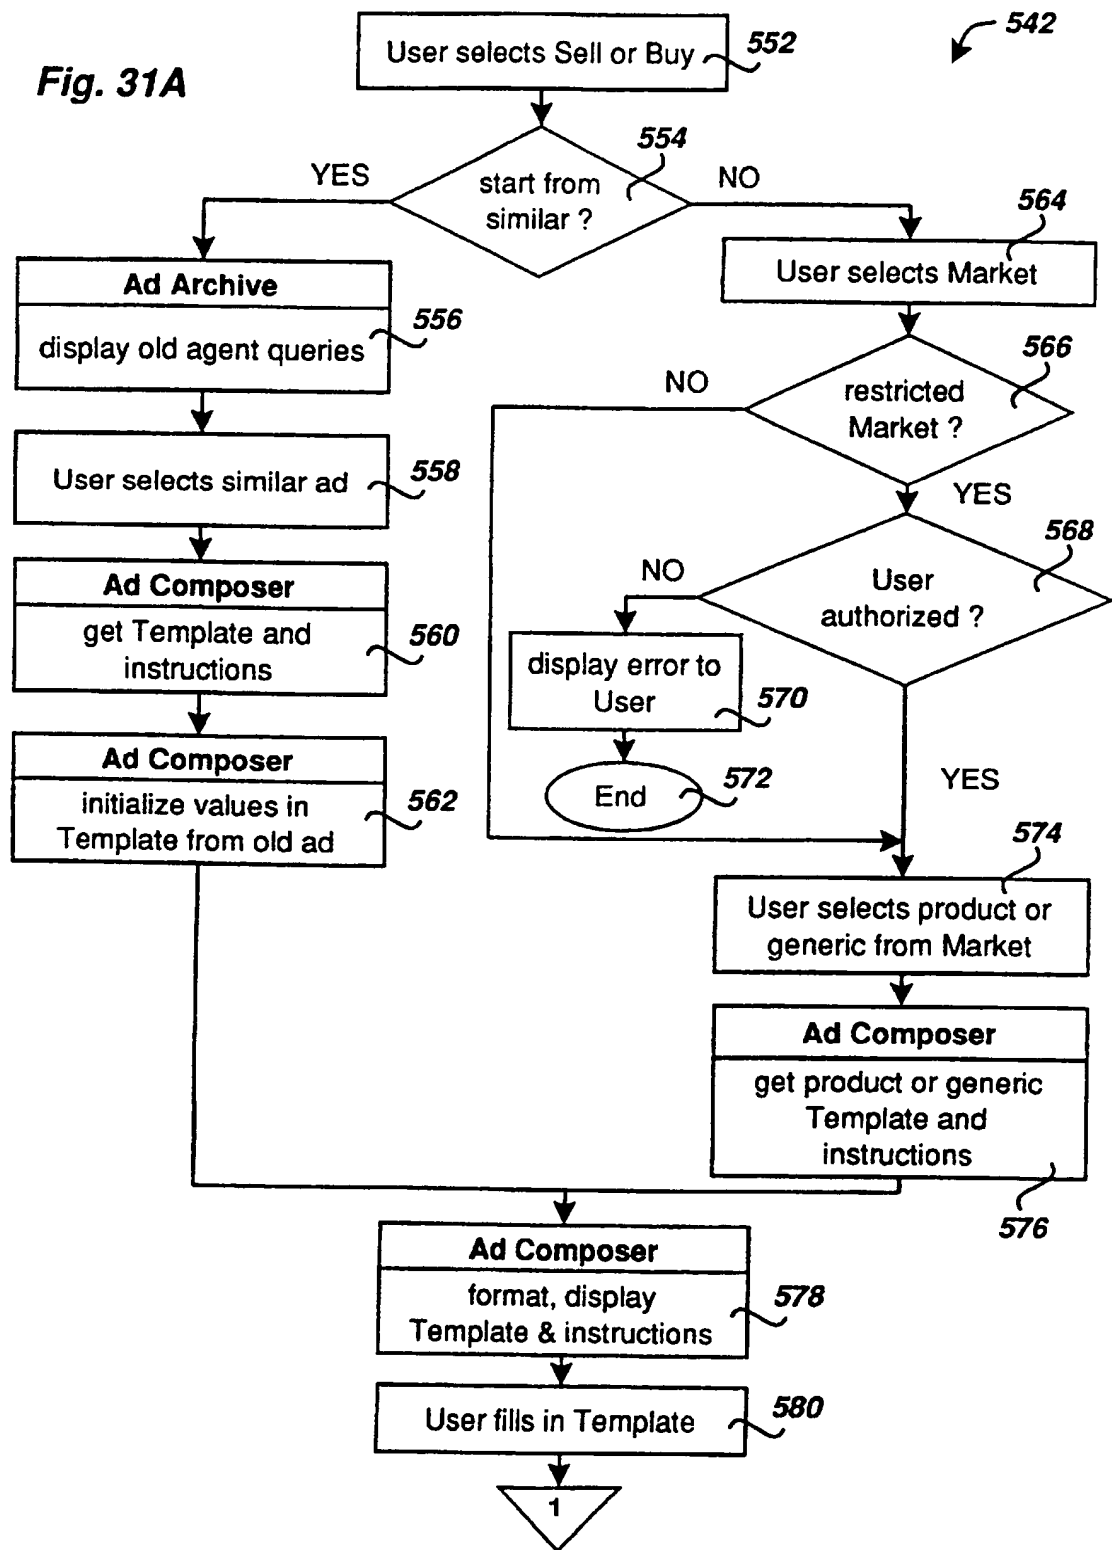 Fig. 31A
542
User selects Sell or Buy
552
554
YES
start from
similar ?
NO
564
User selects Market
Ad Archive
display old agent queries
556
566
NO
restricted
Market ?
YES
User selects similar ad
558
568
NO
User
authorized ?
Ad Composer
get Template and
instructions
560
display error to
User
570
YES
Ad Composer
initialize values in
Template from old ad
562
End
572
574
User selects product or
generic from Market
Ad Composer
get product or generic
Template and
instructions
576
Ad Composer
format, display
Template & instructions
578
User fills in Template
580
1